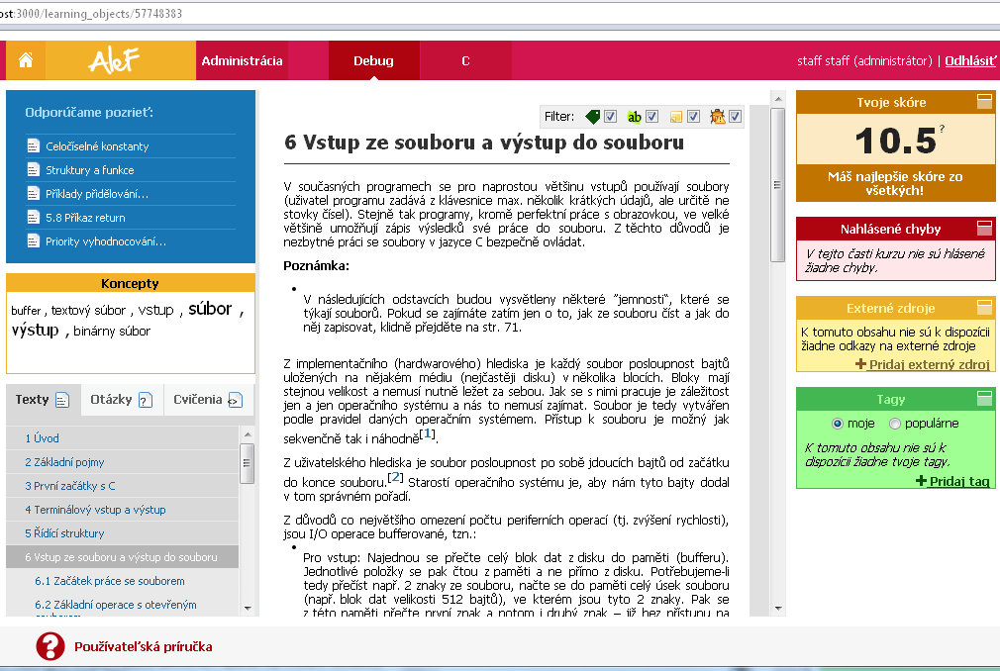 ost:3000/learning_objects/57748383
AleF
Administrácia
Debug
C
staff staff (administrátor) | Odhlásiť
Odporúčame pozrieť:
Celočíselné konstanty
Struktury a funkce
Příklady přidělování...
5.8 Příkaz return
Priority vyhodnocování...
Koncepty
buffer , textový súbor , vstup , súbor ,
výstup , binárny súbor
Texty
Otázky
Cvičenia
1 Úvod
2 Základní pojmy
3 První začátky s C
4 Terminálový vstup a výstup
5 Řídící struktury
6 Vstup ze souboru a výstup do souboru
6.1 Začátek práce se souborem
6.2 Základní operace s otevřeným
souborem
Filter:
ab
6 Vstup ze souboru a výstup do souboru
V současných programech se pro naprostou většinu vstupů používají soubory
(uživatel programu zadává z klávesnice max. několik krátkých údajů, ale určitě ne
stovky čísel). Stejně tak programy, kromě perfektní práce s obrazovkou, ve velké
většině umožňují zápis výsledků své práce do souboru. Z těchto důvodů je
nezbytné práci se soubory v jazyce C bezpečně ovládat.
Poznámka:
• V následujících odstavcích budou vysvětleny některé "jemnosti", které se
týkají souborů. Pokud se zajímáte zatím jen o to, jak ze souboru číst a jak do
něj zapisovat, klidně přejděte na str. 71.
Z implementačního (hardwarového) hlediska je každý soubor posloupnost bajtů
uložených na nějakém médiu (nejčastěji disku) v několika blocích. Bloky mají
stejnou velikost a nemusí nutně ležet za sebou. Jak se s nimi pracuje je záležitost
jen a jen operačního systému a nás to nemusí zajímat. Soubor je tedy vytvářen
podle pravidel daných operačním systémem. Přístup k souboru je možný jak
sekvenčně tak i náhodně[1].
Z uživatelského hlediska je soubor posloupnost po sobě jdoucích bajtů od začátku
do konce souboru.[2] Starostí operačního systému je, aby nám tyto bajty dodal
v tom správném pořadí.
Z důvodů co největšího omezení počtu periferních operací (tj. zvýšení rychlosti),
jsou I/O operace bufferované, tzn.:
• Pro vstup: Najednou se přečte celý blok dat z disku do paměti (bufferu).
Jednotlivé položky se pak čtou z paměti a ne přímo z disku. Potřebujeme-li
tedy přečíst např. 2 znaky ze souboru, načte se do paměti celý úsek souboru
(např. blok dat velikosti 512 bajtů), ve kterém jsou tyto 2 znaky. Pak se
z této paměti přečte první znak a potom i druhý znak – již bez přístupu na
Tvoje skóre
10.5?
Máš najlepšie skóre zo
všetkých!
Nahlásené chyby
V tejto časti kurzu nie sú hlásené
žiadne chyby.
Externé zdroje
K tomuto obsahu nie sú k dispozícii
žiadne odkazy na externé zdroje
+ Pridaj externý zdroj
Tagy
moje
populárne
K tomuto obsahu nie sú k
dispozícii žiadne tvoje tagy.
+ Pridaj tag
? Používateľská príručka